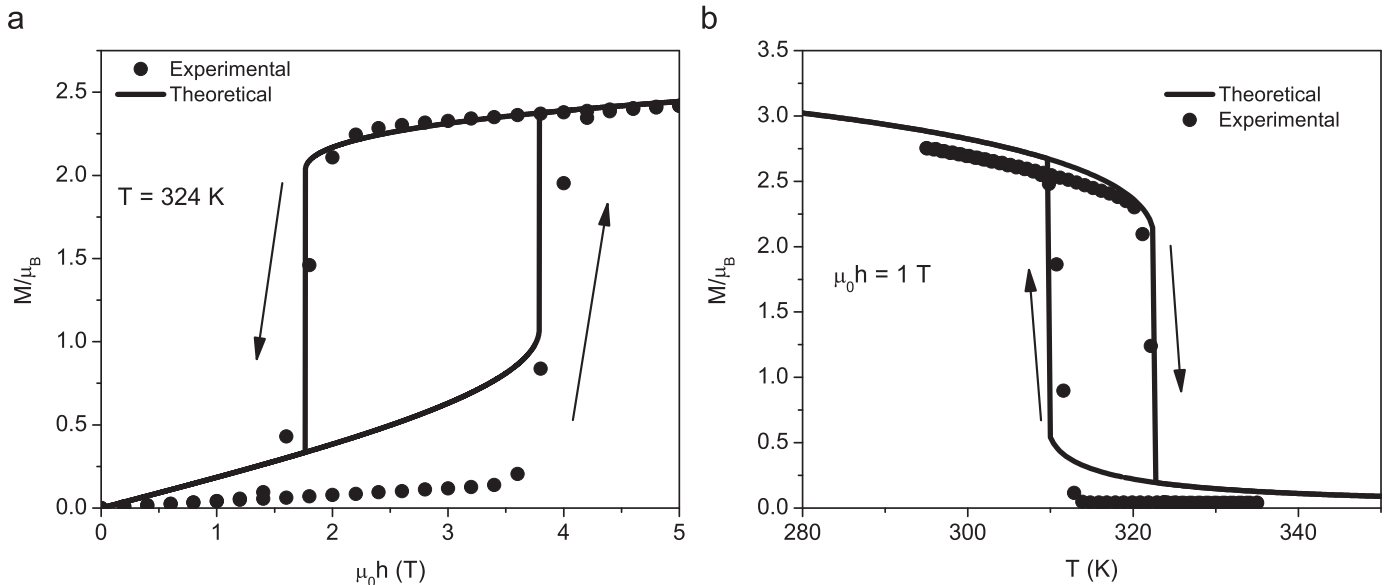 a
Experimental
Theoretical
T = 324 K
M/μB
2.5
2.0
1.5
1.0
0.5
0.0
0 1 2 3 4 5
μ0h (T)
b
Theoretical
Experimental
μ0h = 1 T
M/μB
3.5
3.0
2.5
2.0
1.5
1.0
0.5
0.0
280 300 320 340
T (K)